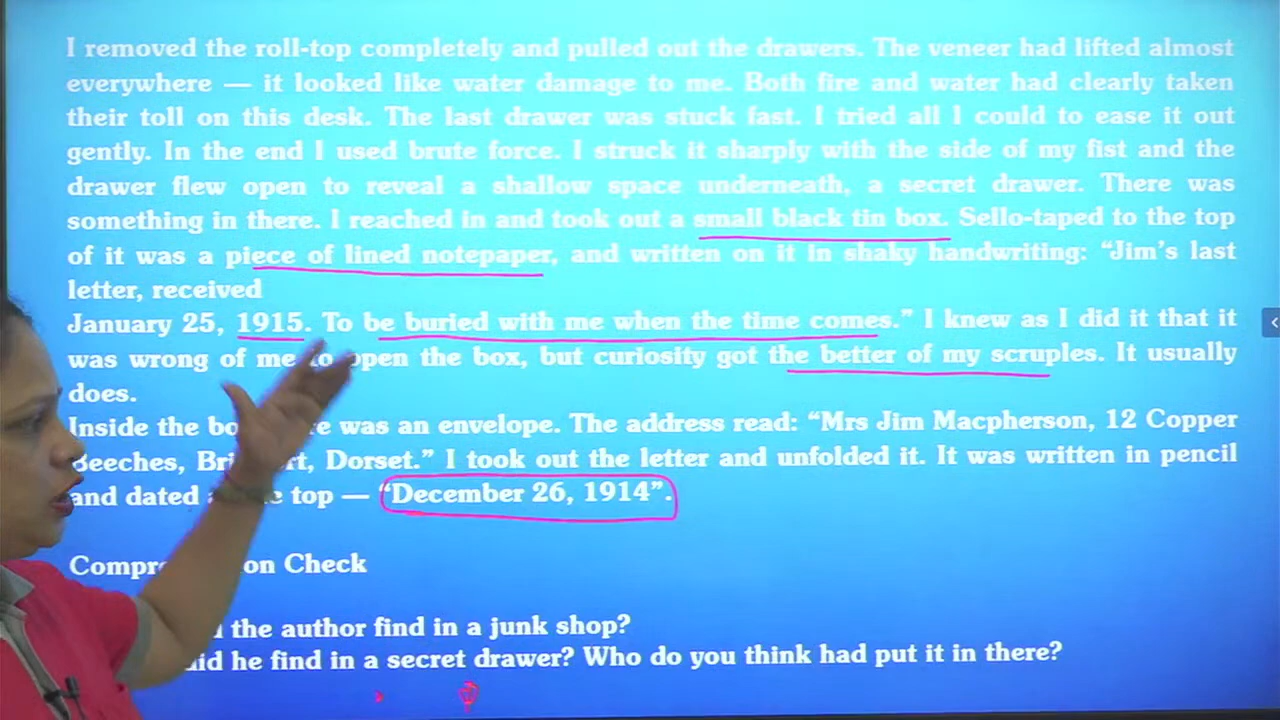 I removed the roll-top completely and pulled out the drawers. The veneer had lifted almost
everywhere — it looked like water damage to me. Both fire and water had clearly taken
their toll on this desk. The last drawer was stuck fast. I tried all I could to ease it out
gently. In the end I used brute force. I struck it sharply with the side of my fist and the
drawer flew open to reveal a shallow space underneath, a secret drawer. There was
something in there. I reached in and took out a small black tin box. Sello-taped to the top
of it was a piece of lined notepaper, and written on it in shaky handwriting: “Jim’s last
letter, received
January 25, 1915. To be buried with me when the time comes.” I knew as I did it that it
was wrong of me to open the box, but curiosity got the better of my scruples. It usually
does.
Inside the was an envelope. The address read: “Mrs Jim Macpherson, 12 Copper
Beeches, Dorset.” I took out the letter and unfolded it. It was written in pencil
and dated top — “December 26, 1914”.
Check
the author find in a junk shop?
did he find in a secret drawer? Who do you think had put it in there?